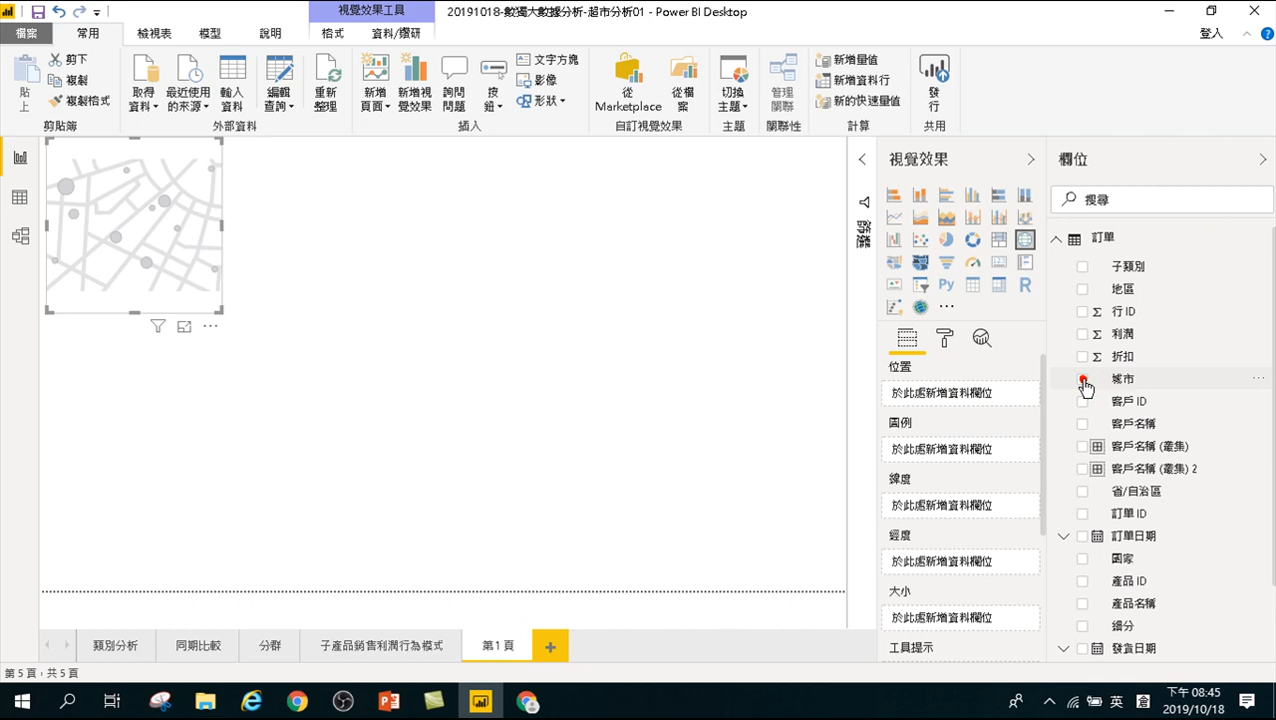 視覺效果工具
20191018-數獨大數據分析-超市分析01 - Power BI Desktop
檔案
常用
檢視表
模型
說明
格式
資料/鑽研
登入
貼上
剪下
複製
複製格式
剪貼簿
取得資料
最近使用的來源
輸入資料
編輯查詢
重新整理
外部資料
新增頁面
新增視覺效果
詢問問題
按鈕
文字方塊
影像
形狀
插入
從 Marketplace
從檔案
自訂視覺效果
切換主題
主題
管理關聯
關聯性
新增量值
新增資料行
新的快速量值
計算
發行
共用
篩選
視覺效果
Py
R
位置
於此處新增資料欄位
圖例
於此處新增資料欄位
緯度
於此處新增資料欄位
經度
於此處新增資料欄位
大小
於此處新增資料欄位
工具提示
欄位
搜尋
訂單
子類別
地區
Σ 行 ID
Σ 利潤
Σ 折扣
城市
客戶 ID
客戶名稱
客戶名稱 (叢集)
客戶名稱 (叢集) 2
省/自治區
訂單 ID
訂單日期
國家
產品 ID
產品名稱
細分
發貨日期
類別分析
同期比較
分群
子產品銷售利潤行為模式
第 1 頁
第 5 頁，共 5 頁
英
倉
下午 08:45
2019/10/18